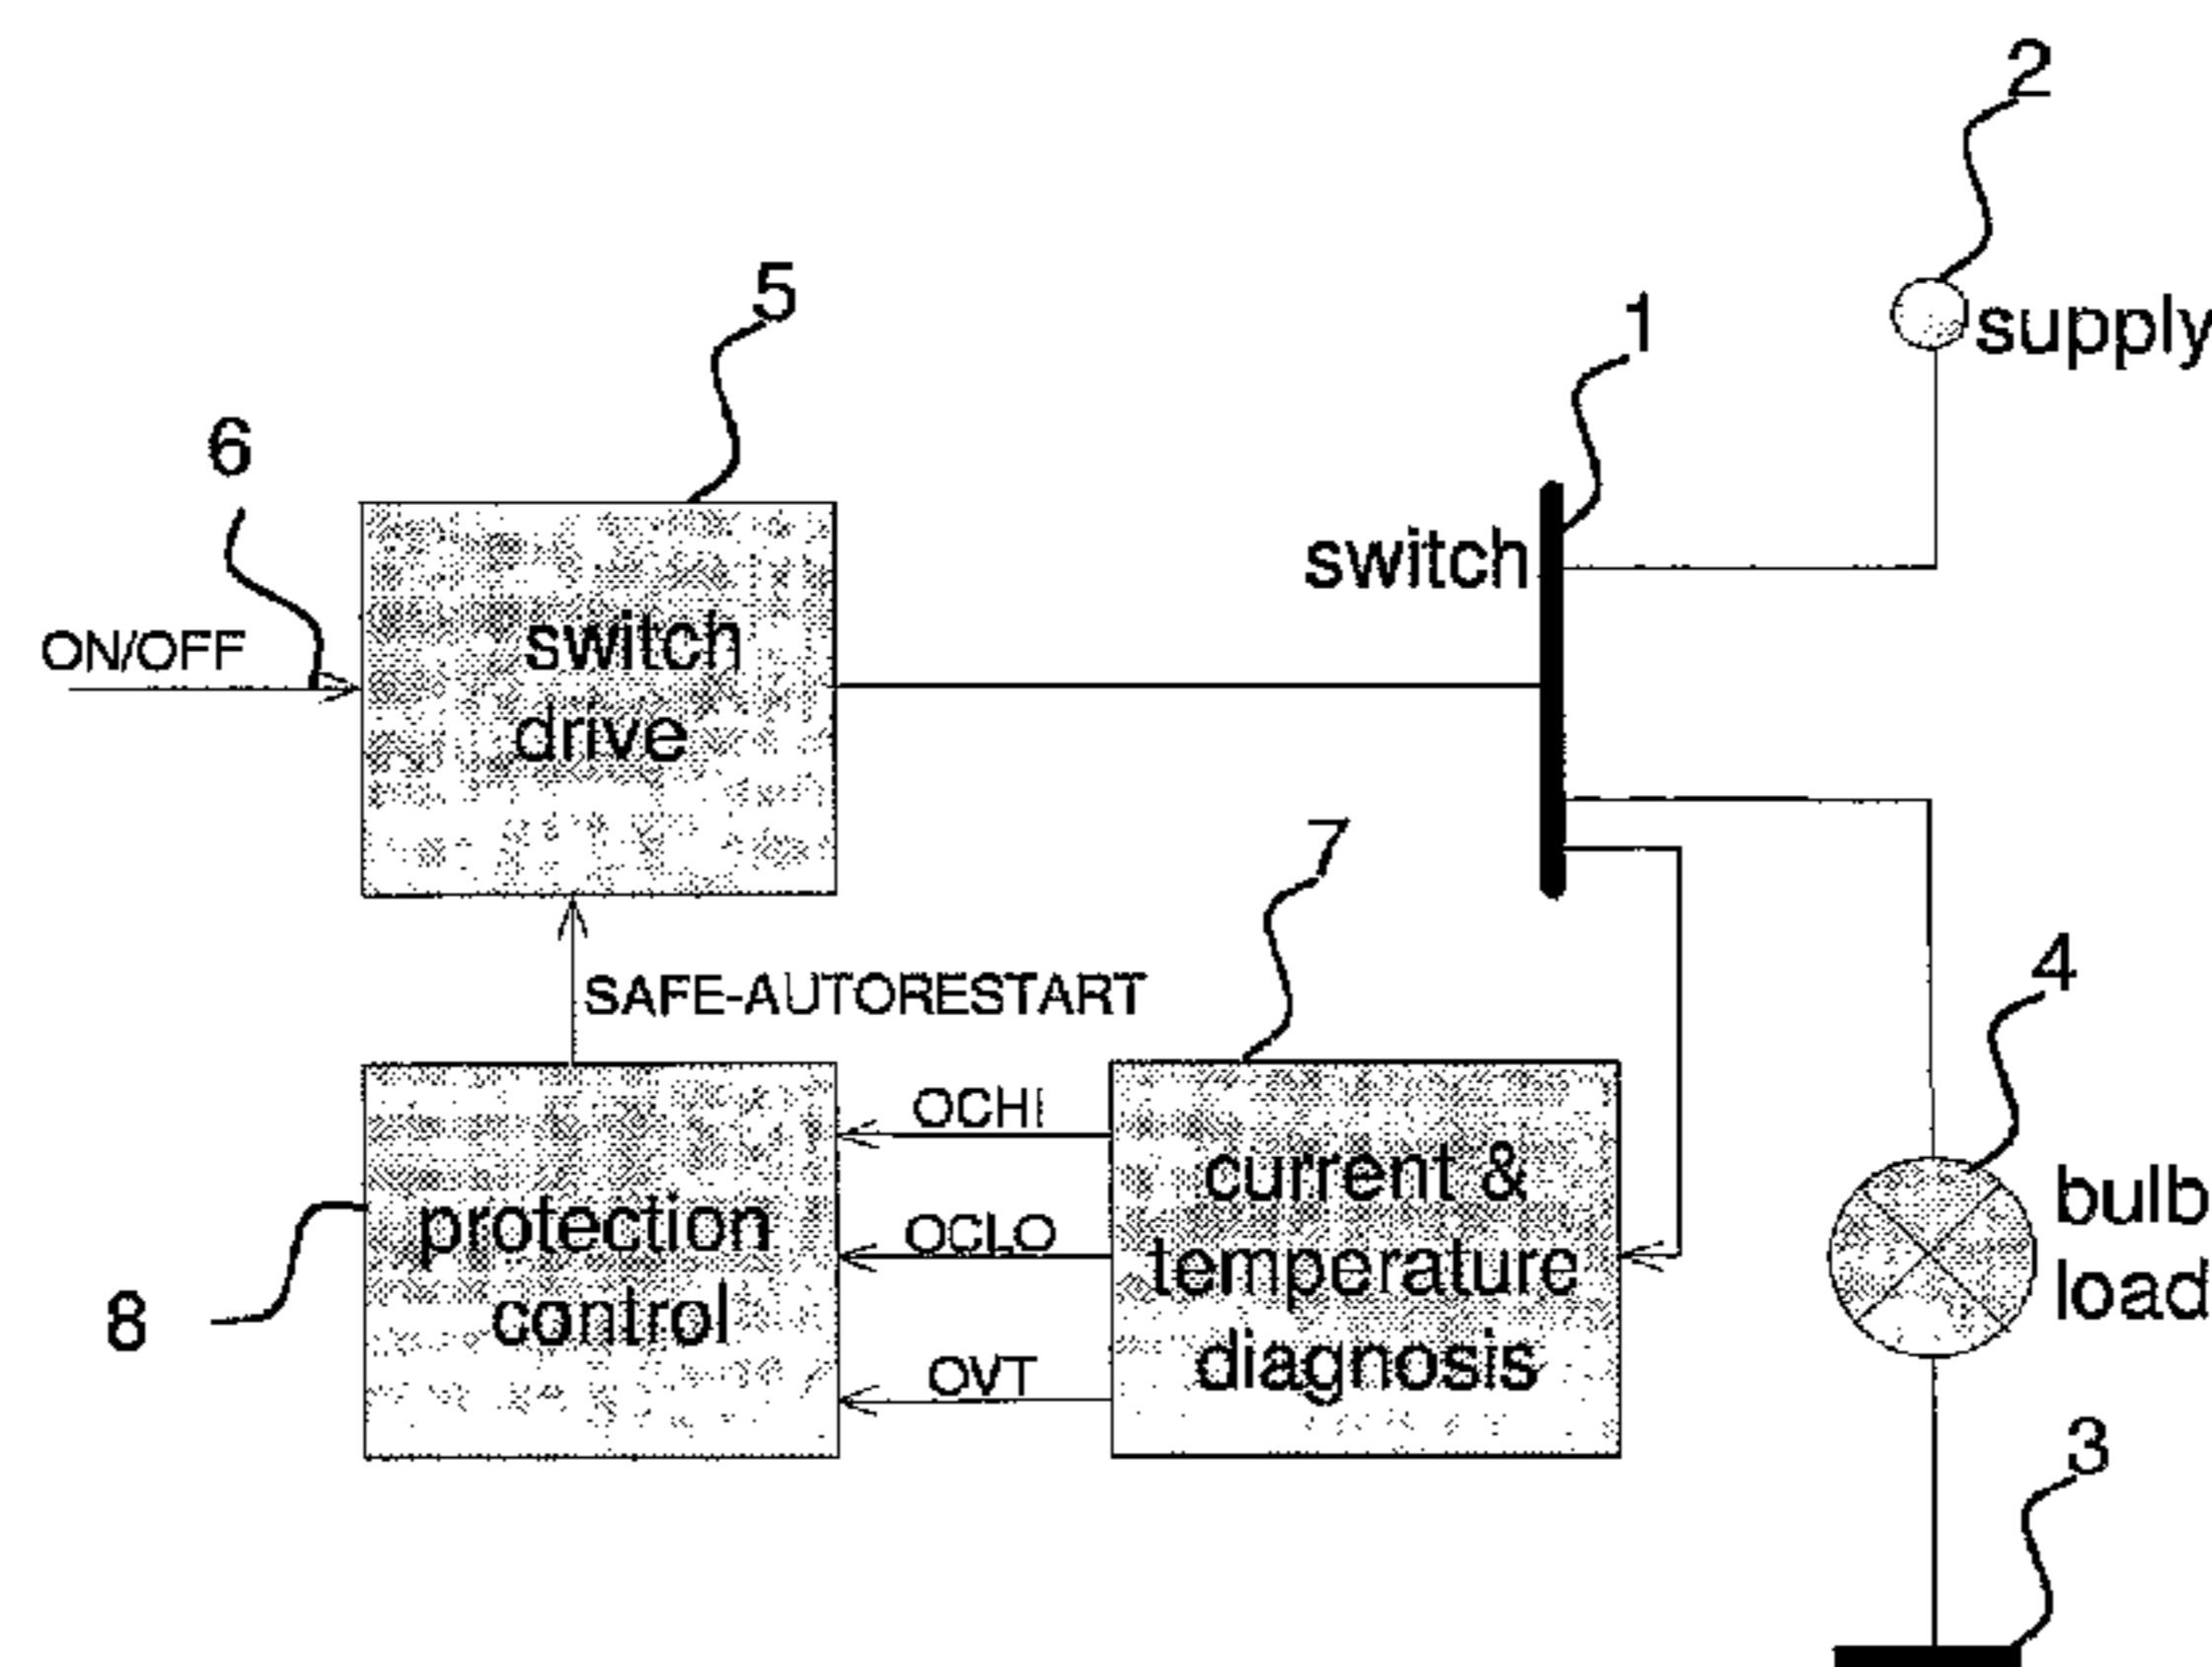 2
supply
5
1
6
switch
ON/OFF
switch
drive
7
4
SAFE-AUTORESTART
OCHI
current &
temperature
diagnosis
OCLO
OVT
protection
control
bulb
load
8
3